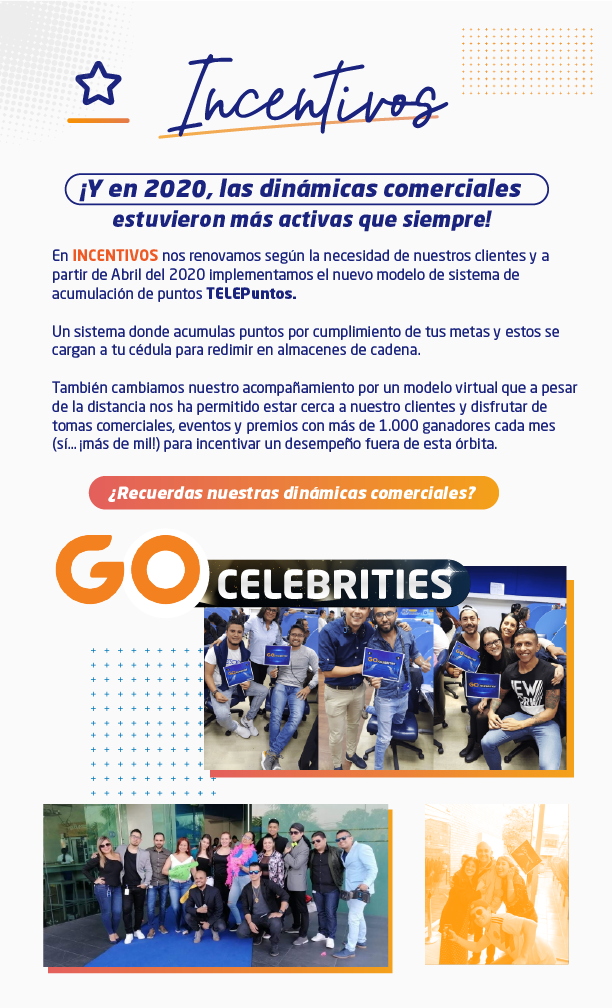 Incentivos
¡Y en 2020, las dinámicas comerciales
estuvieron más activas que siempre!
En INCENTIVOS nos renovamos según la necesidad de nuestros clientes y a
partir de Abril del 2020 implementamos el nuevo modelo de sistema de
acumulación de puntos TELEPuntos.
Un sistema donde acumulas puntos por cumplimiento de tus metas y estos se
cargan a tu cédula para redimir en almacenes de cadena.
También cambiamos nuestro acompañamiento por un modelo virtual que a pesar
de la distancia nos ha permitido estar cerca a nuestro clientes y disfrutar de
tomas comerciales, eventos y premios con más de 1.000 ganadores cada mes
(sí... ¡más de mil!) para incentivar un desempeño fuera de esta órbita.
¿Recuerdas nuestras dinámicas comerciales?
GO CELEBRITIES
GO
GO
GO
GO